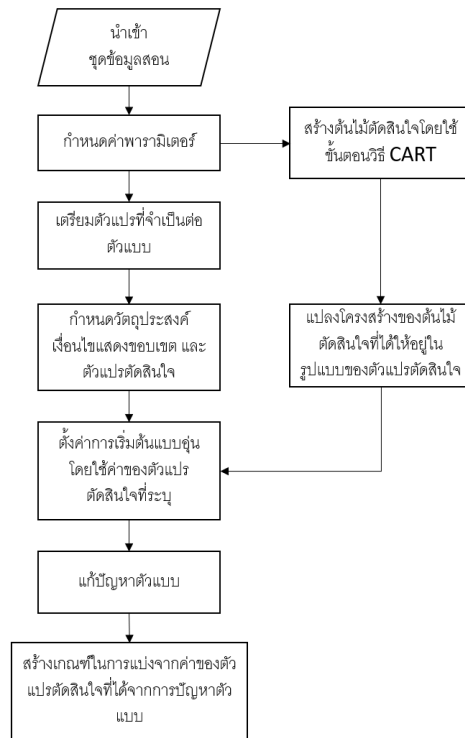 นำเข้า
ชุดข้อมูลสอน
กำหนดค่าพารามิเตอร์
สร้างต้นไม้ตัดสินใจโดยใช้
ขั้นตอนวิธี CART
เตรียมตัวแปรที่จำเป็นต่อ
ตัวแบบ
กำหนดวัตถุประสงค์
เงื่อนไขแสดงขอบเขต และ
ตัวแปรตัดสินใจ
แปลงโครงสร้างของต้นไม้
ตัดสินใจที่ได้ให้อยู่ใน
รูปแบบของตัวแปรตัดสินใจ
ตั้งค่าการเริ่มต้นแบบอุ่น
โดยใช้ค่าของตัวแปร
ตัดสินใจที่ระบุ
แก้ปัญหาตัวแบบ
สร้างเกณฑ์ในการแบ่งจากค่าของตัว
แปรตัดสินใจที่ได้จากการปัญหาตัว
แบบ